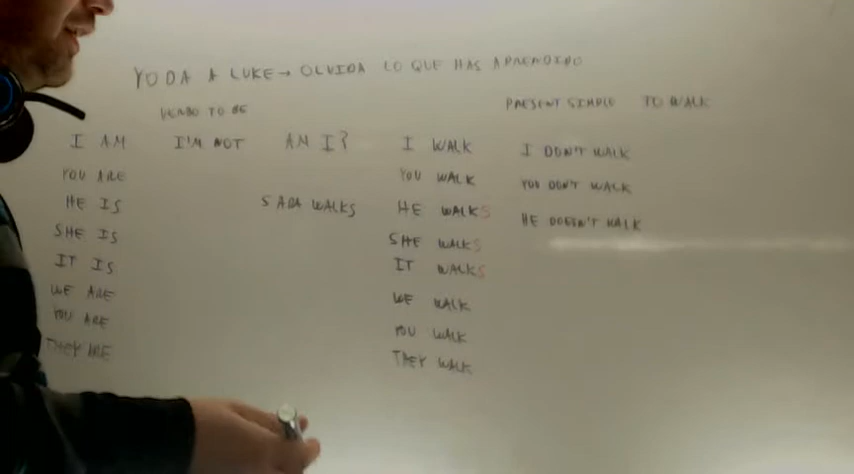 YODA A LUKE → OLVIDA LO QUE HAS APRENDIDO
VERBO TO BE
PRESENT SIMPLE TO WALK
I AM I'M NOT AM I? I WALK I DON'T WALK
YOU ARE YOU WALK YOU DON'T WALK
HE IS SARA WALKS HE WALKS HE DOESN'T WALK
SHE IS SHE WALKS
IT IS IT WALKS
WE ARE WE WALK
YOU ARE YOU WALK
THEY ARE THEY WALK